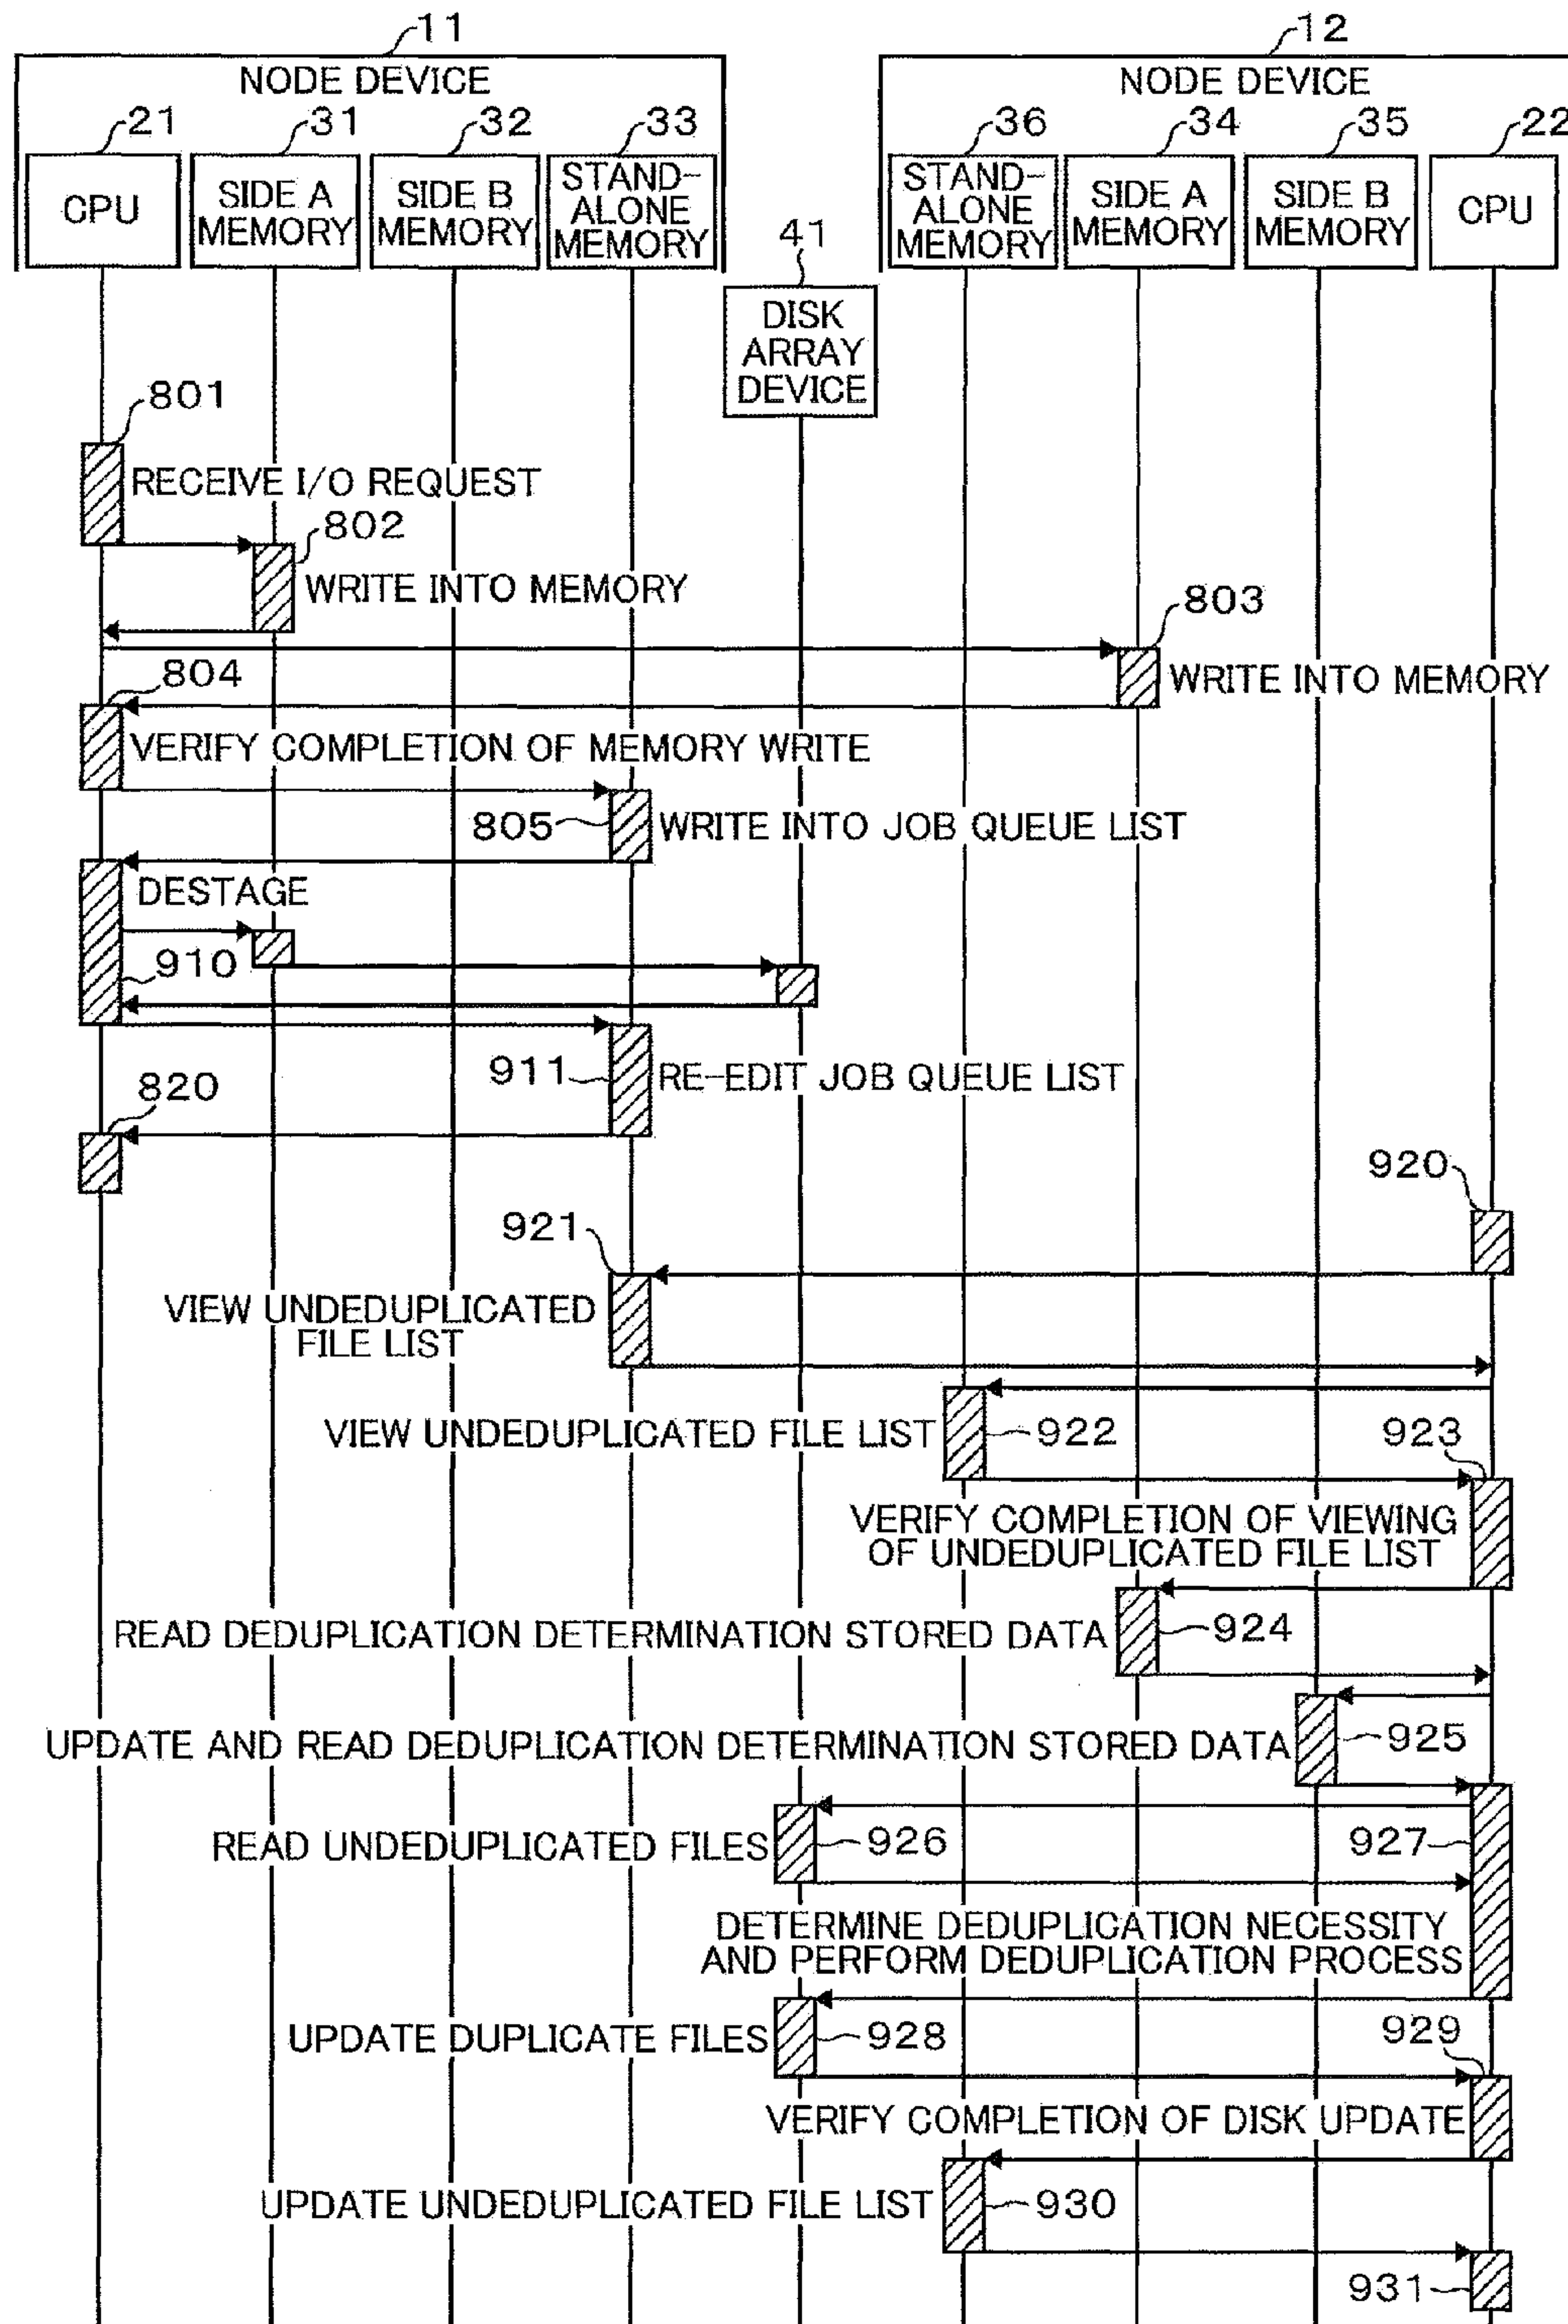 11
12
NODE DEVICE
NODE DEVICE
21
31
32
33
36
34
35
22
CPU
SIDE A
MEMORY
SIDE B
MEMORY
STAND-
ALONE
MEMORY
STAND-
ALONE
MEMORY
SIDE A
MEMORY
SIDE B
MEMORY
CPU
41
DISK
ARRAY
DEVICE
801
RECEIVE I/O REQUEST
802
WRITE INTO MEMORY
803
WRITE INTO MEMORY
804
VERIFY COMPLETION OF MEMORY WRITE
805
WRITE INTO JOB QUEUE LIST
DESTAGE
910
911
RE-EDIT JOB QUEUE LIST
820
920
921
VIEW UNDEDUPLICATED
FILE LIST
VIEW UNDEDUPLICATED FILE LIST
922
923
VERIFY COMPLETION OF VIEWING
OF UNDEDUPLICATED FILE LIST
READ DEDUPLICATION DETERMINATION STORED DATA
924
UPDATE AND READ DEDUPLICATION DETERMINATION STORED DATA
925
READ UNDEDUPLICATED FILES
926
927
DETERMINE DEDUPLICATION NECESSITY
AND PERFORM DEDUPLICATION PROCESS
UPDATE DUPLICATE FILES
928
929
VERIFY COMPLETION OF DISK UPDATE
UPDATE UNDEDUPLICATED FILE LIST
930
931